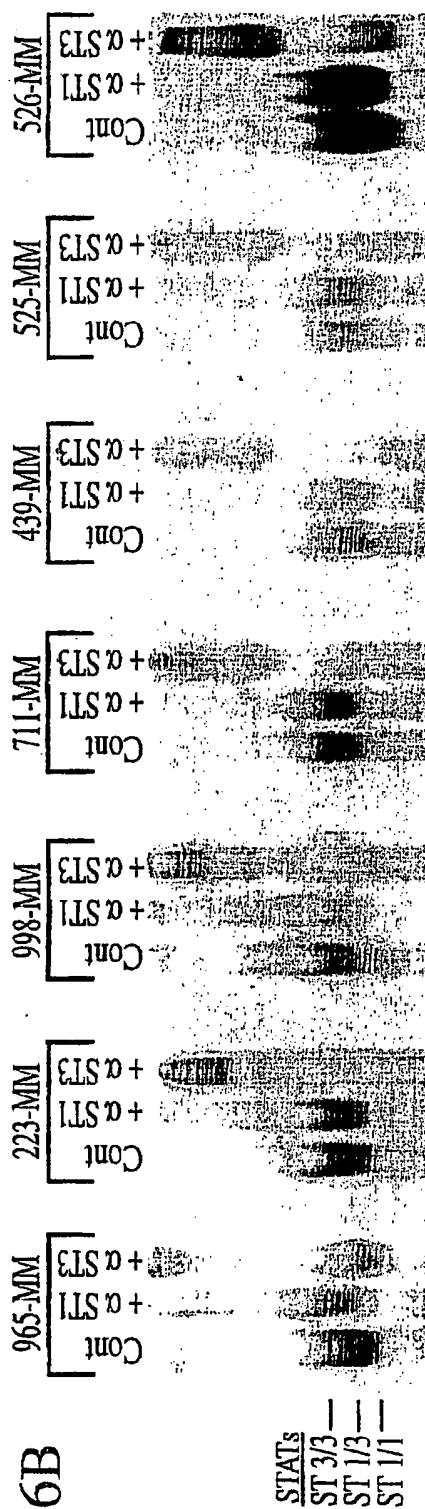 6B
965-MM
Cont
+ α ST1
+ α ST3
223-MM
Cont
+ α ST1
+ α ST3
998-MM
Cont
+ α ST1
+ α ST3
711-MM
Cont
+ α ST1
+ α ST3
439-MM
Cont
+ α ST1
+ α ST3
525-MM
Cont
+ α ST1
+ α ST3
526-MM
Cont
+ α ST1
+ α ST3
STATs
ST 3/3
ST 1/3
ST 1/1